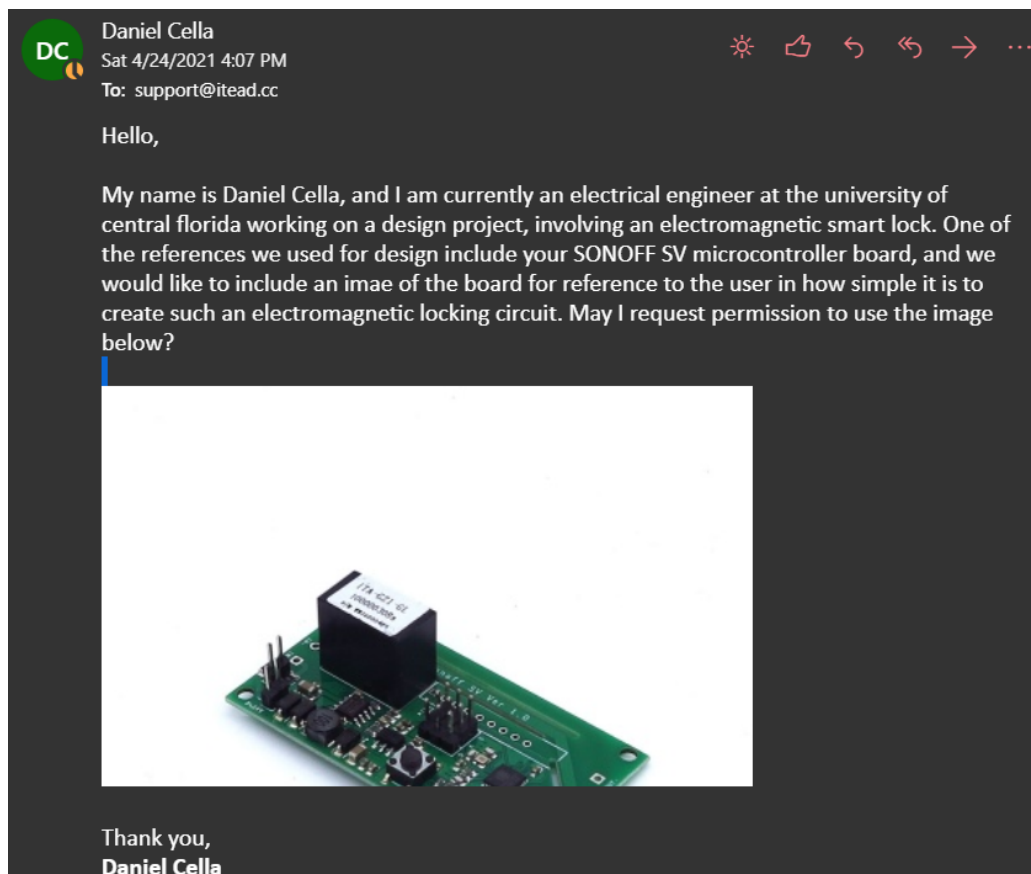 Daniel Cella
DC
Sat 4/24/2021 4:07 PM
To: support@itead.cc
Hello,
My name is Daniel Cella, and I am currently an electrical engineer at the university of
central florida working on a design project, involving an electromagnetic smart lock. One of
the references we used for design include your SONOFF SV microcontroller board, and we
would like to include an imae of the board for reference to the user in how simple it is to
create such an electromagnetic locking circuit. May I request permission to use the image
below?
SV Ver 1.0
Thank you,
Daniel Cella